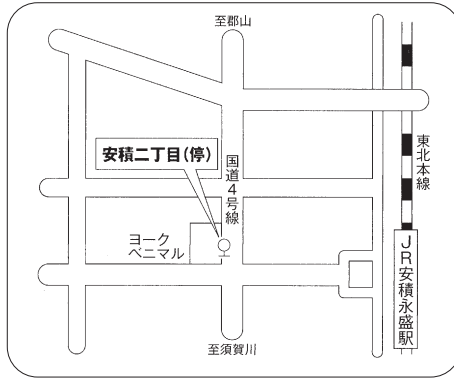 至郡山
安積二丁目(停)
国道4号線
東北本線
ヨーク
ベニマル
JR安積永盛駅
至須賀川